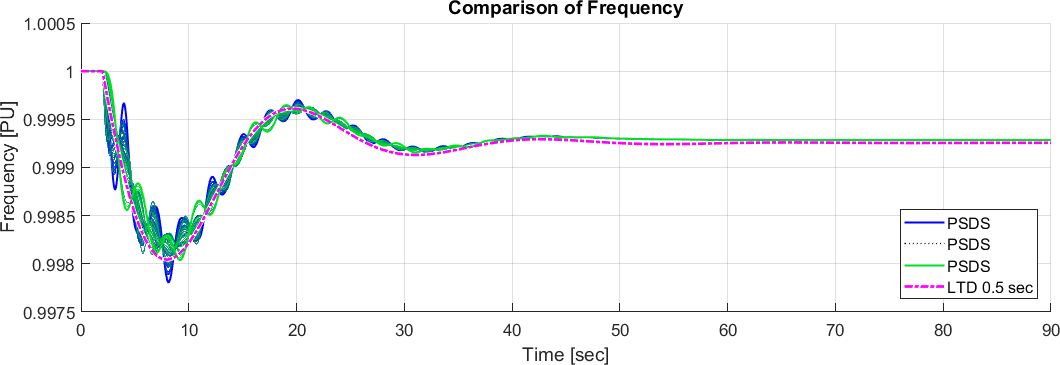 Comparison of Frequency
Frequency [PU]
1.0005
1
0.9995
0.999
0.9985
0.998
0.9975
0
10
20
30
40
50
60
70
80
90
Time [sec]
PSDS
PSDS
PSDS
LTD 0.5 sec